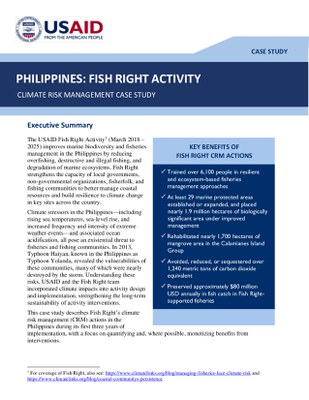 USAID
FROM THE AMERICAN PEOPLE
CASE STUDY
PHILIPPINES: FISH RIGHT ACTIVITY
CLIMATE RISK MANAGEMENT CASE STUDY
Executive Summary
The USAID Fish Right Activity¹ (March 2018 –
2025) improves marine biodiversity and fisheries
management in the Philippines by reducing
overfishing, destructive and illegal fishing, and
degradation of marine ecosystems. Fish Right
strengthens the capacity of local governments,
non-governmental organizations, fisherfolk, and
fishing communities to better manage coastal
resources and build resilience to climate change
in key sites across the country.
Climate stressors in the Philippines—including
rising sea temperatures, sea level rise, and
increased frequency and intensity of extreme
weather events—and associated ocean
acidification, all pose an existential threat to
fisheries and fishing communities. In 2013,
Typhoon Haiyan, known in the Philippines as
Typhoon Yolanda, revealed the vulnerabilities of
these communities, many of which were nearly
destroyed by the storm. Understanding these
risks, USAID and the Fish Right team
incorporated climate impacts into activity design
and implementation, strengthening the long-term
sustainability of activity interventions.
This case study describes Fish Right's climate
risk management (CRM) actions in the
Philippines during its first three years of
implementation, with a focus on quantifying and, where possible, monetizing benefits from
interventions.
KEY BENEFITS OF
FISH RIGHT CRM ACTIONS
✓ Trained over 6,100 people in resilient
and ecosystem-based fisheries
management approaches
✓ At least 29 marine protected areas
established or expanded, and placed
nearly 1.9 million hectares of biologically
significant area under improved
management
✓ Rehabilitated nearly 1,700 hectares of
mangrove area in the Calamianes Island
Group
✓ Avoided, reduced, or sequestered over
1,240 metric tons of carbon dioxide
equivalent
✓ Preserved approximately $80 million
USD annually in fish catch in Fish Right-
supported fisheries
¹ For coverage of Fish Right, also see: https://www.climatelinks.org/blog/managing-fisheries-face-climate-risk and
https://www.climatelinks.org/blog/coastal-communitys-persistence